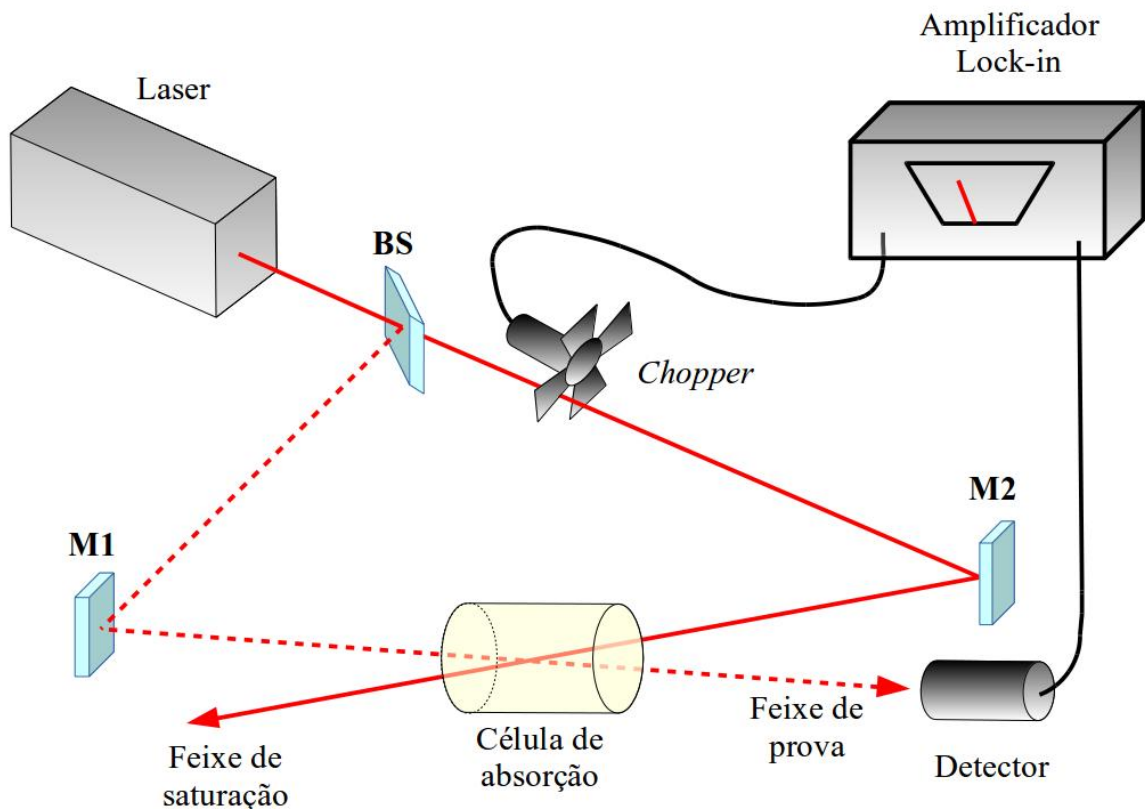 Amplificador
Lock-in
Laser
BS
Chopper
M2
M1
Feixe de
saturação
Célula de
absorção
Feixe de
prova
Detector